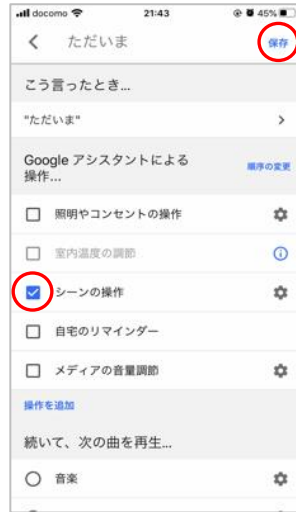 docomo 21:43 45%
ただいま 保存
こう言ったとき...
"ただいま"
Google アシスタントによる
操作... 順序の変更
照明やコンセントの操作
室内温度の調節
シーンの操作
自宅のリマインダー
メディアの音量調節
操作を追加
続いて、次の曲を再生...
音楽